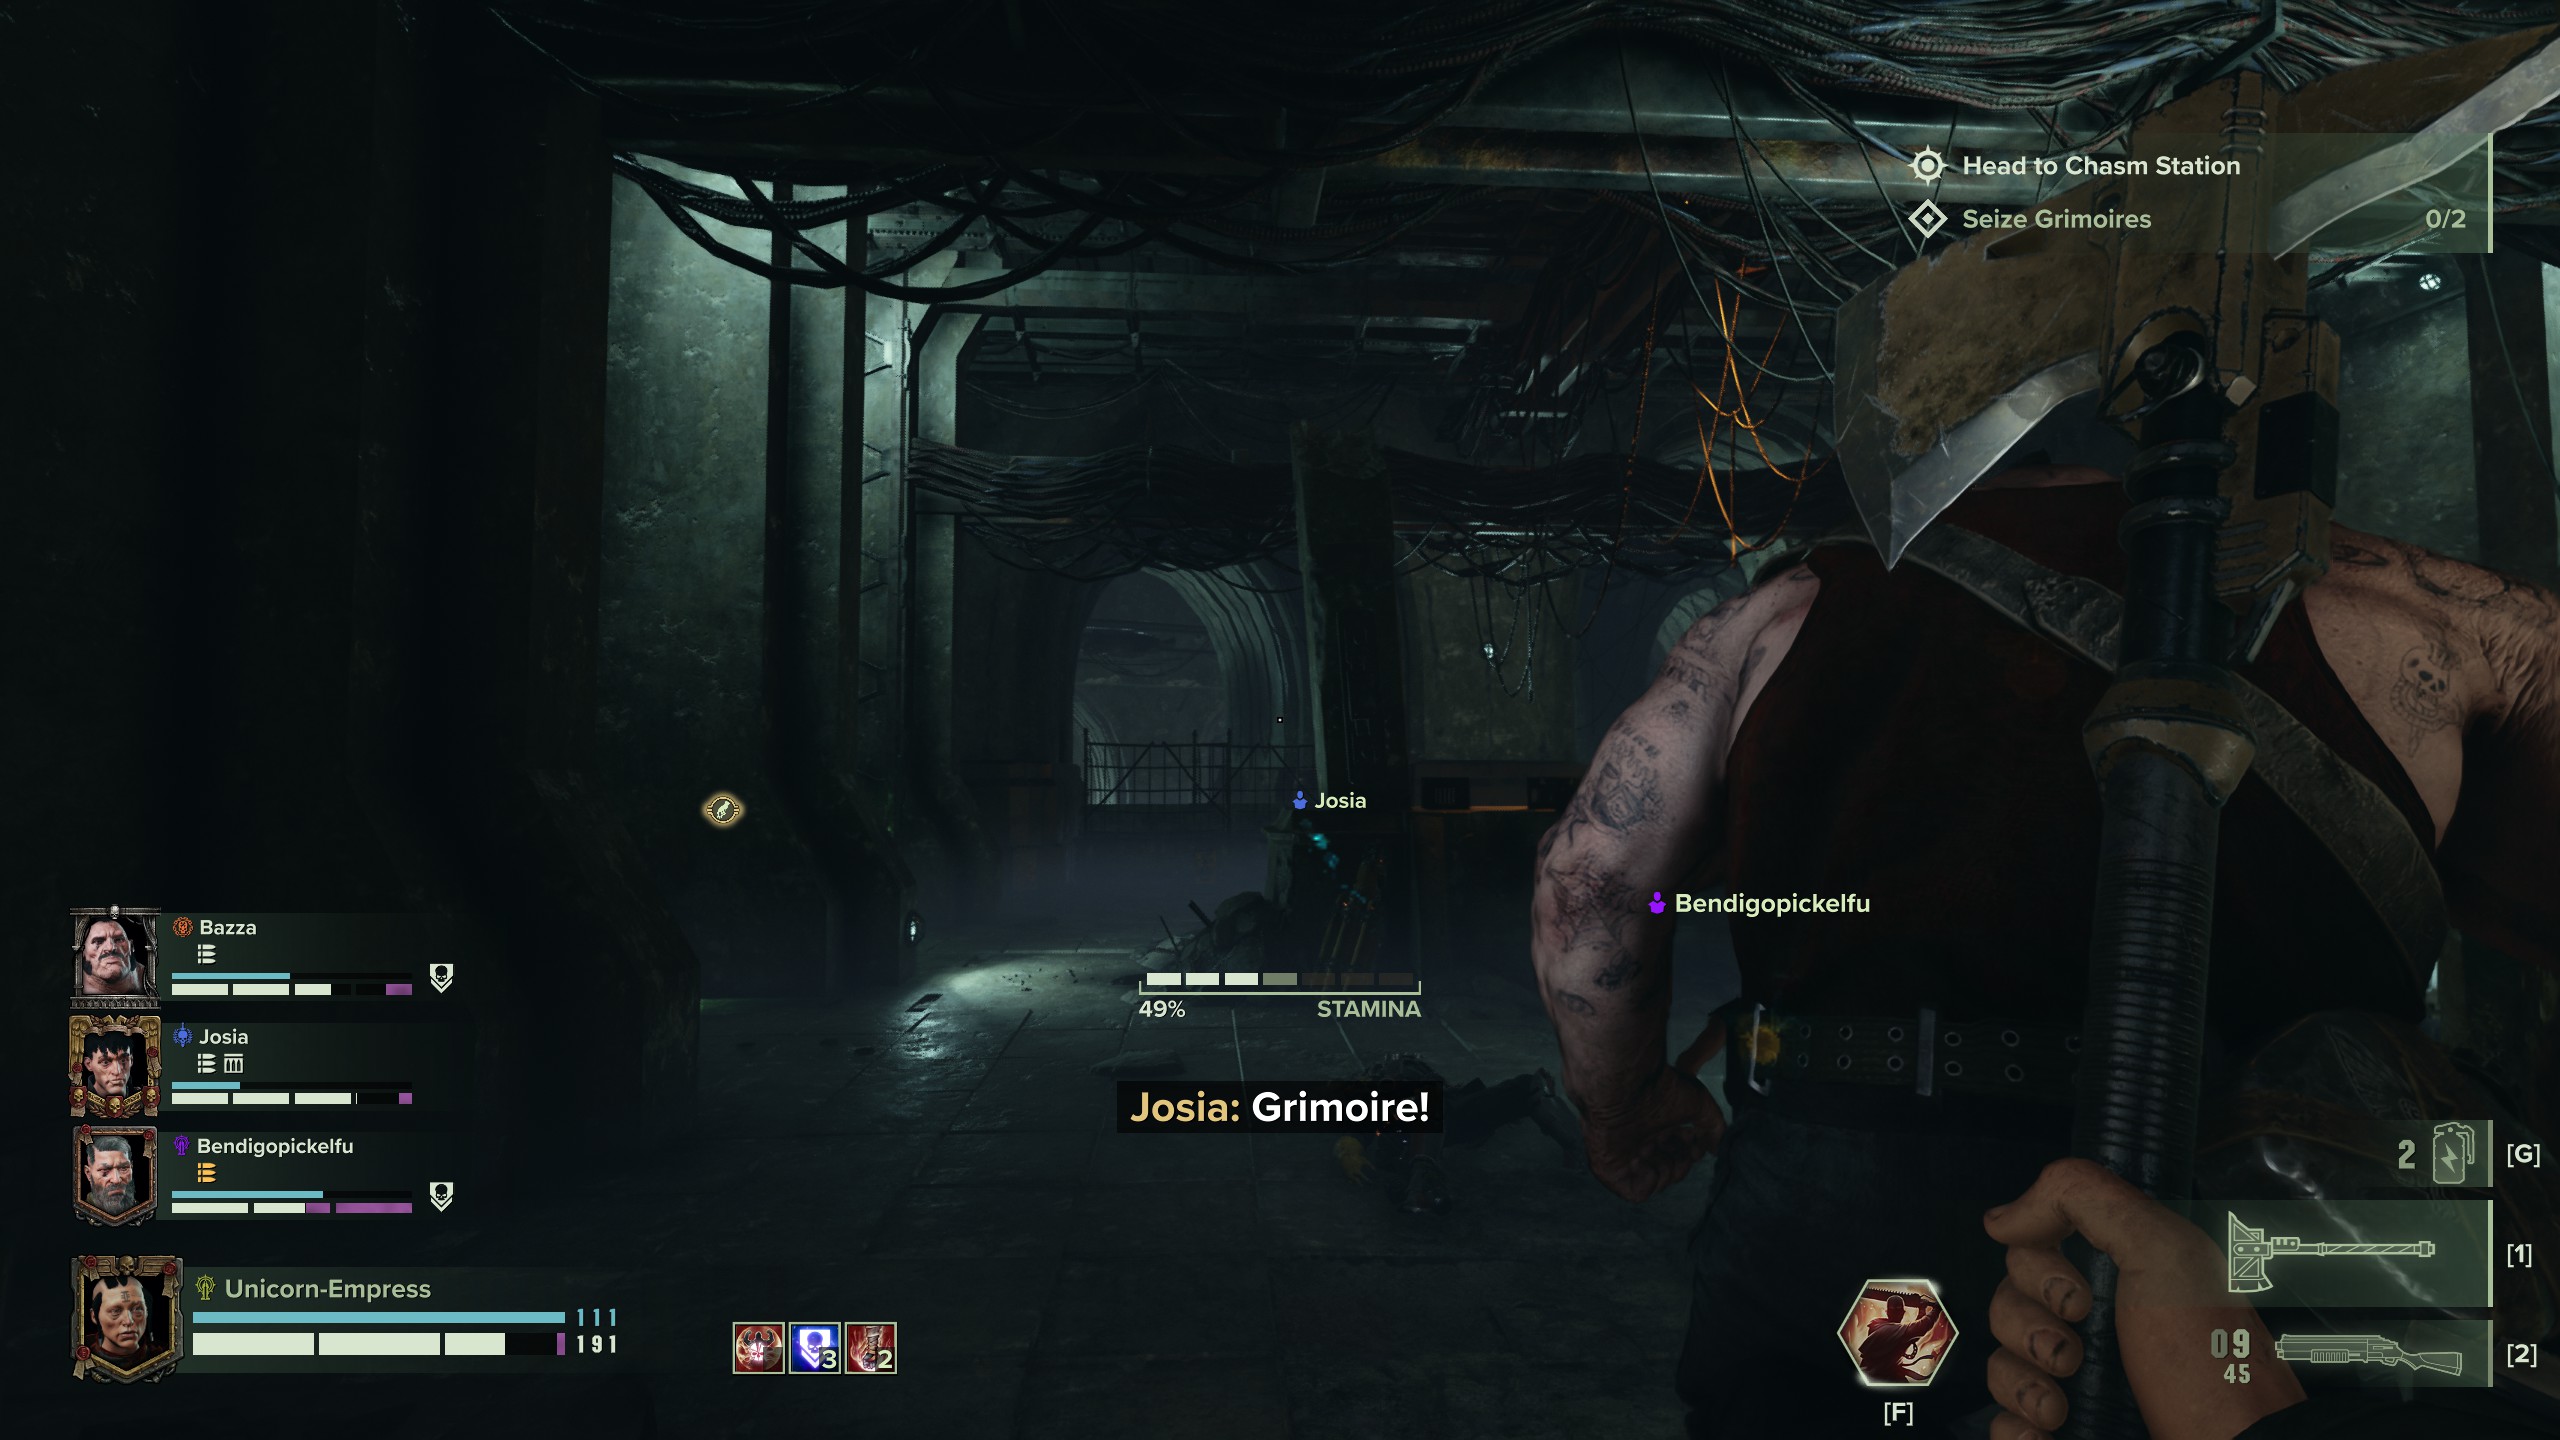 Head to Chasm Station
Seize Grimoires 0/2
Josia
Bendigopickelfu
49% STAMINA
Josia: Grimoire!
Bazza
Josia
Bendigopickelfu
Unicorn-Empress
111
191
3
2
[F]
2 [G]
[1]
09
45
[2]